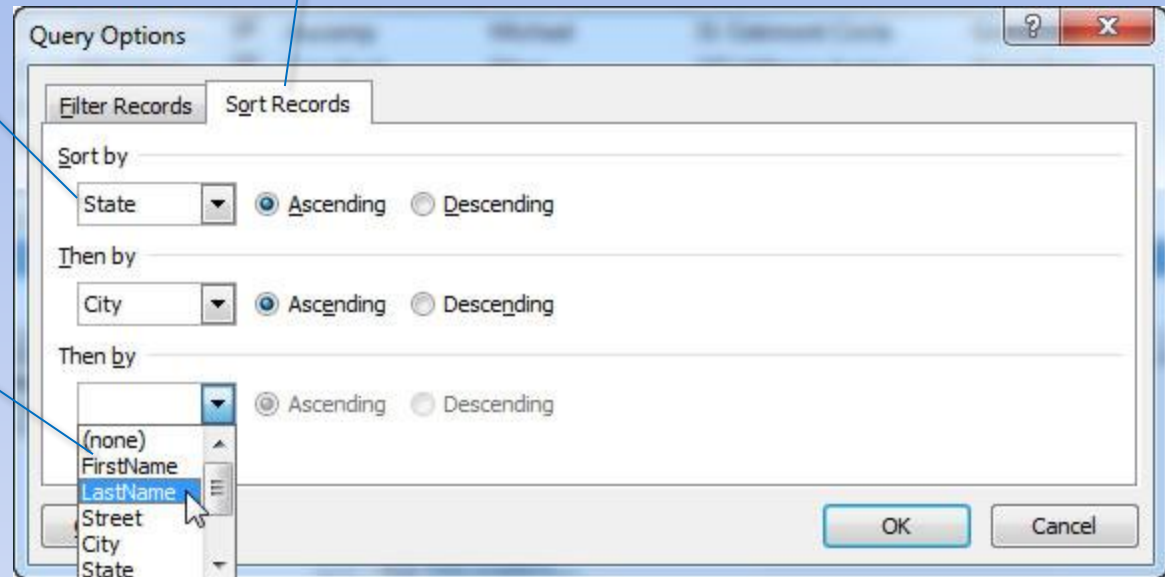 Query Options
Filter Records Sort Records
Sort by
State Ascending Descending
Then by
City Ascending Descending
Then by
Ascending Descending
(none)
FirstName
LastName
Street
City
State
OK Cancel